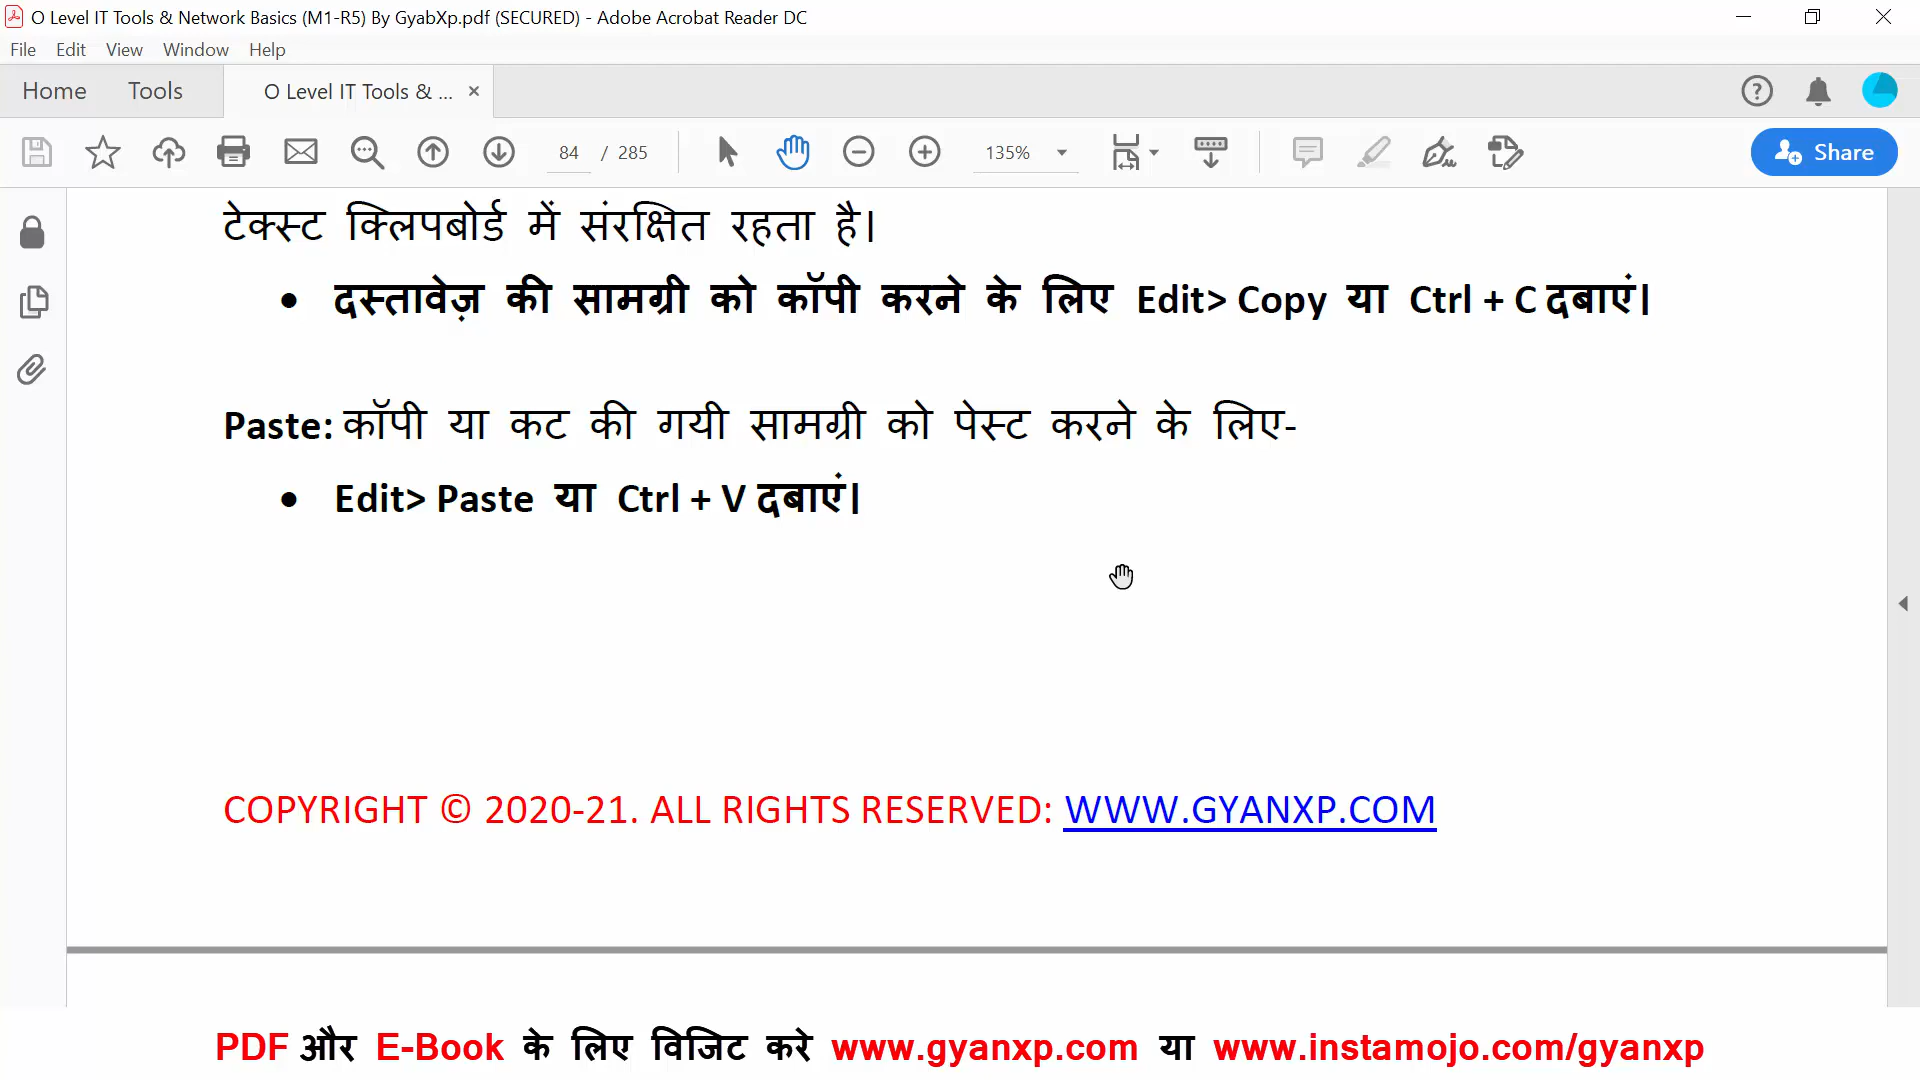 O Level IT Tools & Network Basics (M1-R5) By GyabXp.pdf (SECURED) - Adobe Acrobat Reader DC
File Edit View Window Help
Home Tools O Level IT Tools & ... ×
84 / 285 135% Share
टेक्स्ट क्लिपबोर्ड में संरक्षित रहता है।
• दस्तावेज़ की सामग्री को कॉपी करने के लिए Edit> Copy या Ctrl + C दबाएं।
Paste: कॉपी या कट की गयी सामग्री को पेस्ट करने के लिए-
• Edit> Paste या Ctrl + V दबाएं।
COPYRIGHT © 2020-21. ALL RIGHTS RESERVED: WWW.GYANXP.COM
PDF और E-Book के लिए विजिट करे www.gyanxp.com या www.instamojo.com/gyanxp